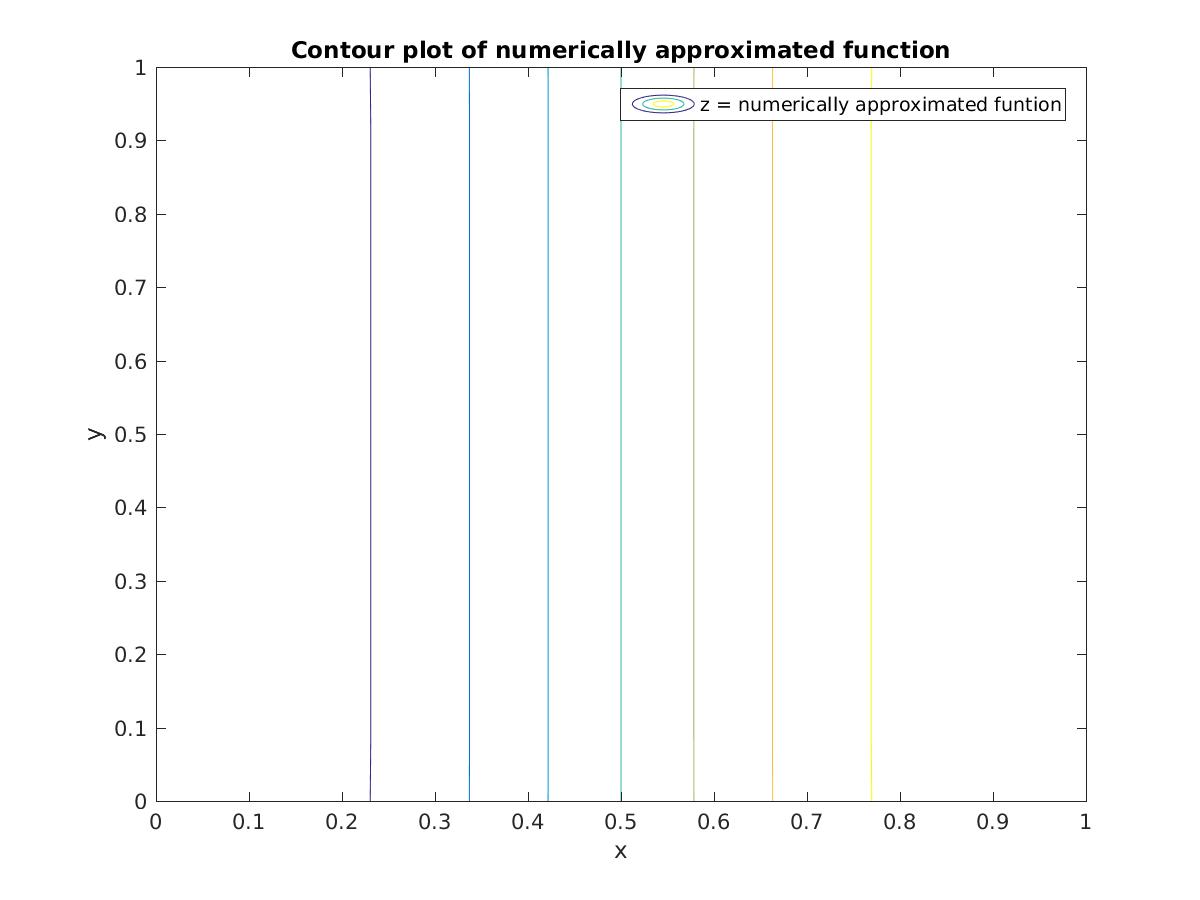 Contour plot of numerically approximated function
z = numerically approximated funtion
1
0.9
0.8
0.7
0.6
0.5
0.4
0.3
0.2
0.1
0
y
0 0.1 0.2 0.3 0.4 0.5 0.6 0.7 0.8 0.9 1
x